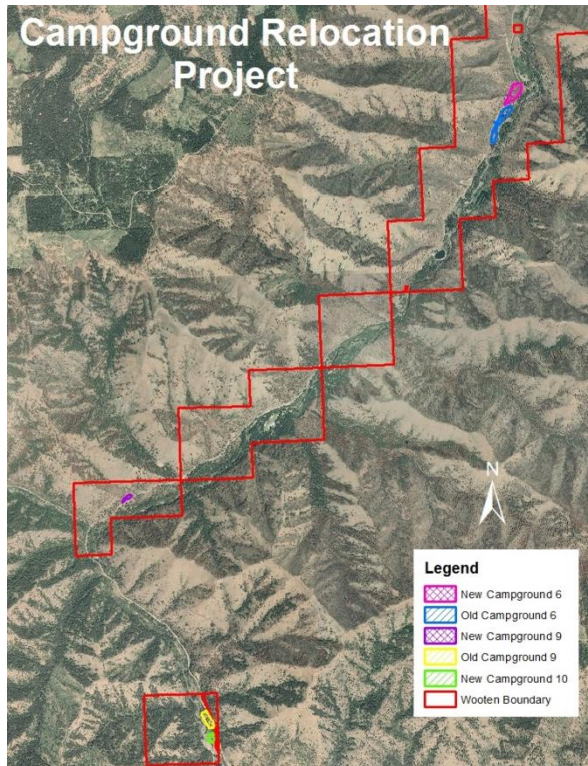 Campground Relocation
Project
N
Legend
New Campground 6
Old Campground 6
New Campground 9
Old Campground 9
New Campground 10
Wooten Boundary